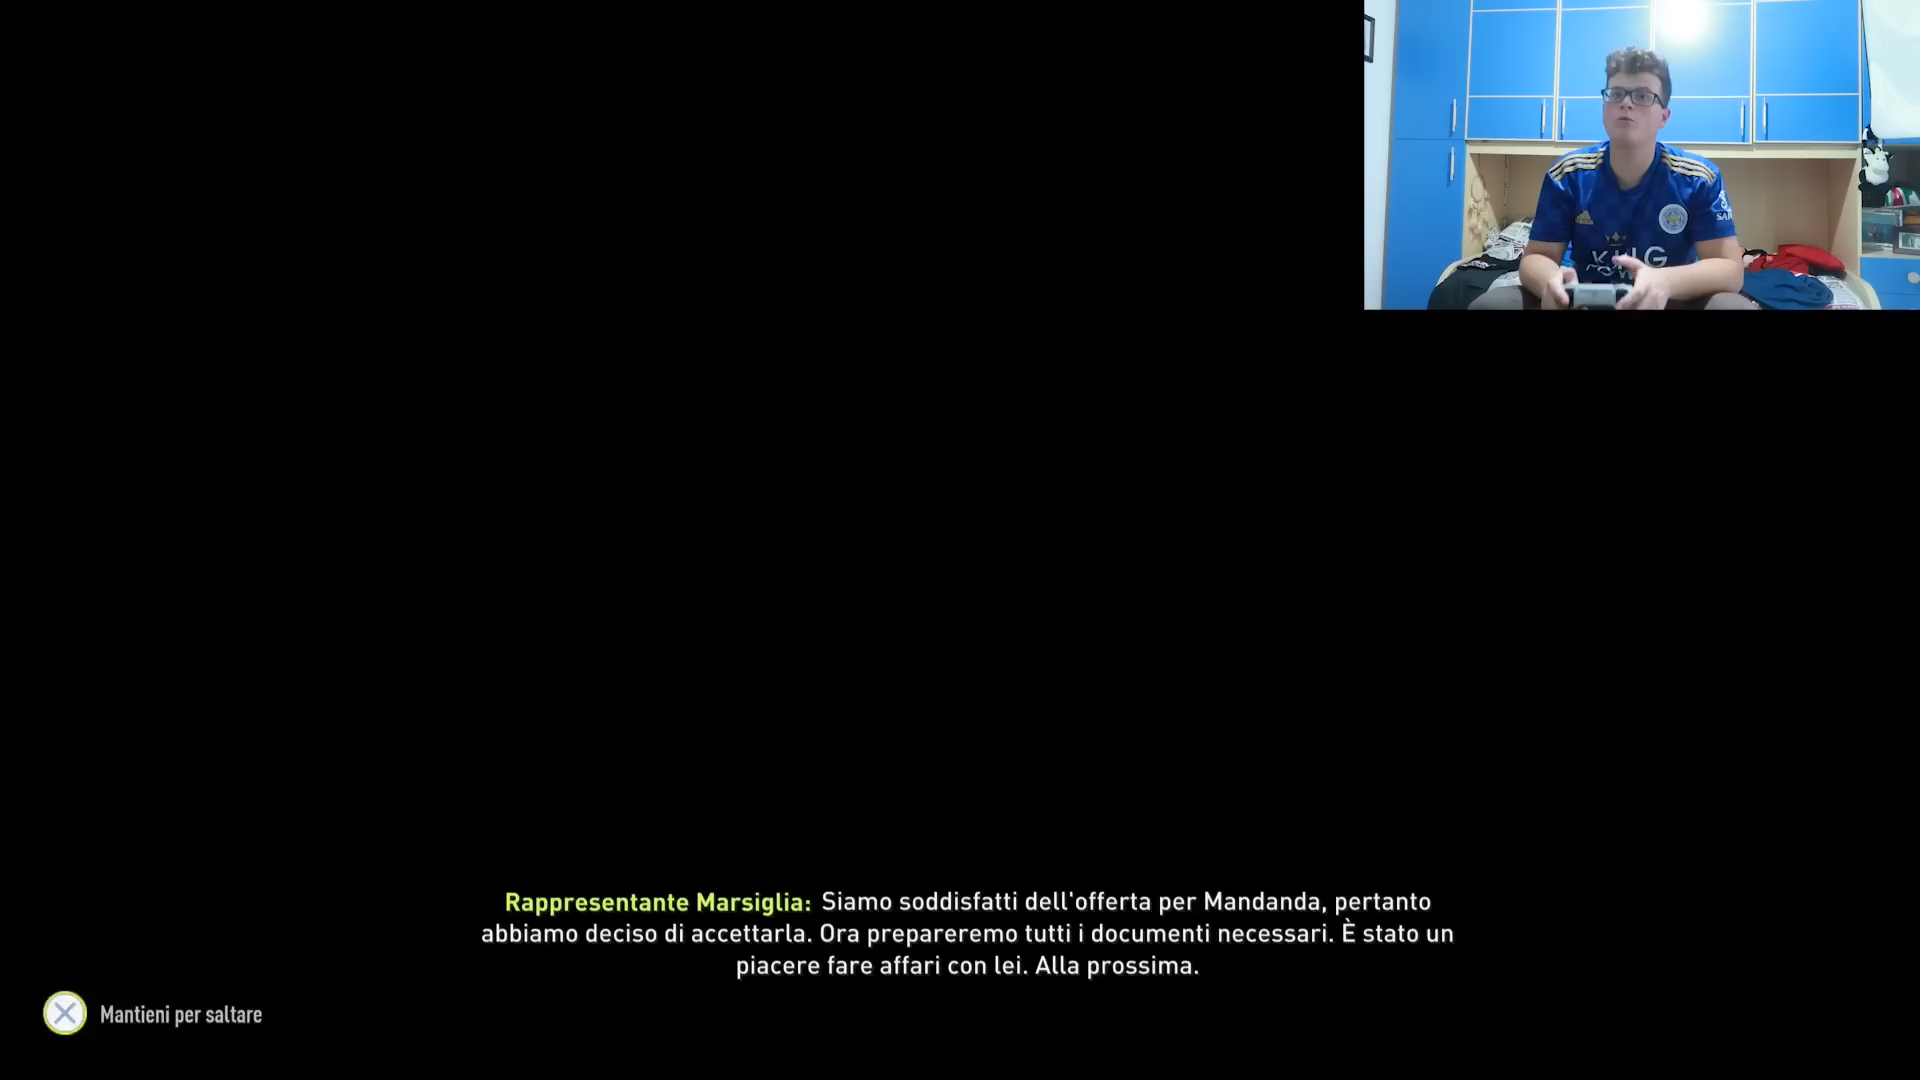 KING
Rappresentante Marsiglia: Siamo soddisfatti dell'offerta per Mandanda, pertanto
abbiamo deciso di accettarla. Ora prepareremo tutti i documenti necessari. È stato un
piacere fare affari con lei. Alla prossima.
Mantieni per saltare